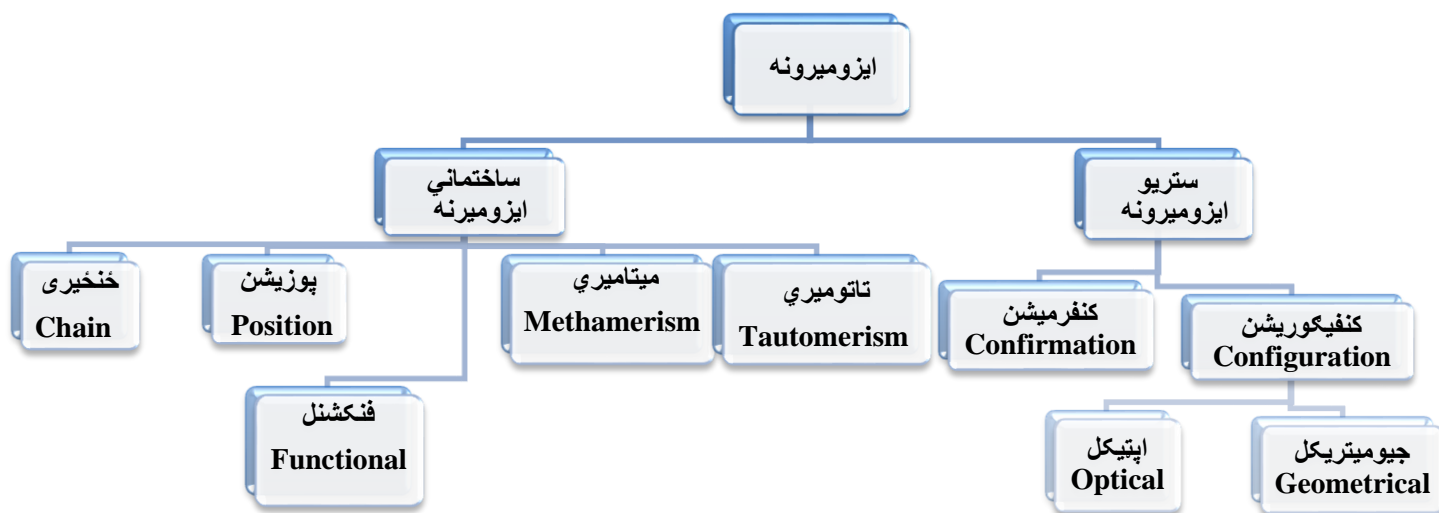 ایزومیرونه
ساختماني
ایزومیرنه
ستریو
ایزومیرونه
ځنځیری
Chain
پوزیشن
Position
میتامیري
Methamerism
تاتومیري
Tautomerism
کنفرمیشن
Confirmation
کنفیګوریشن
Configuration
فنکشنل
Functional
اپټیکل
Optical
جیومیتریکل
Geometrical